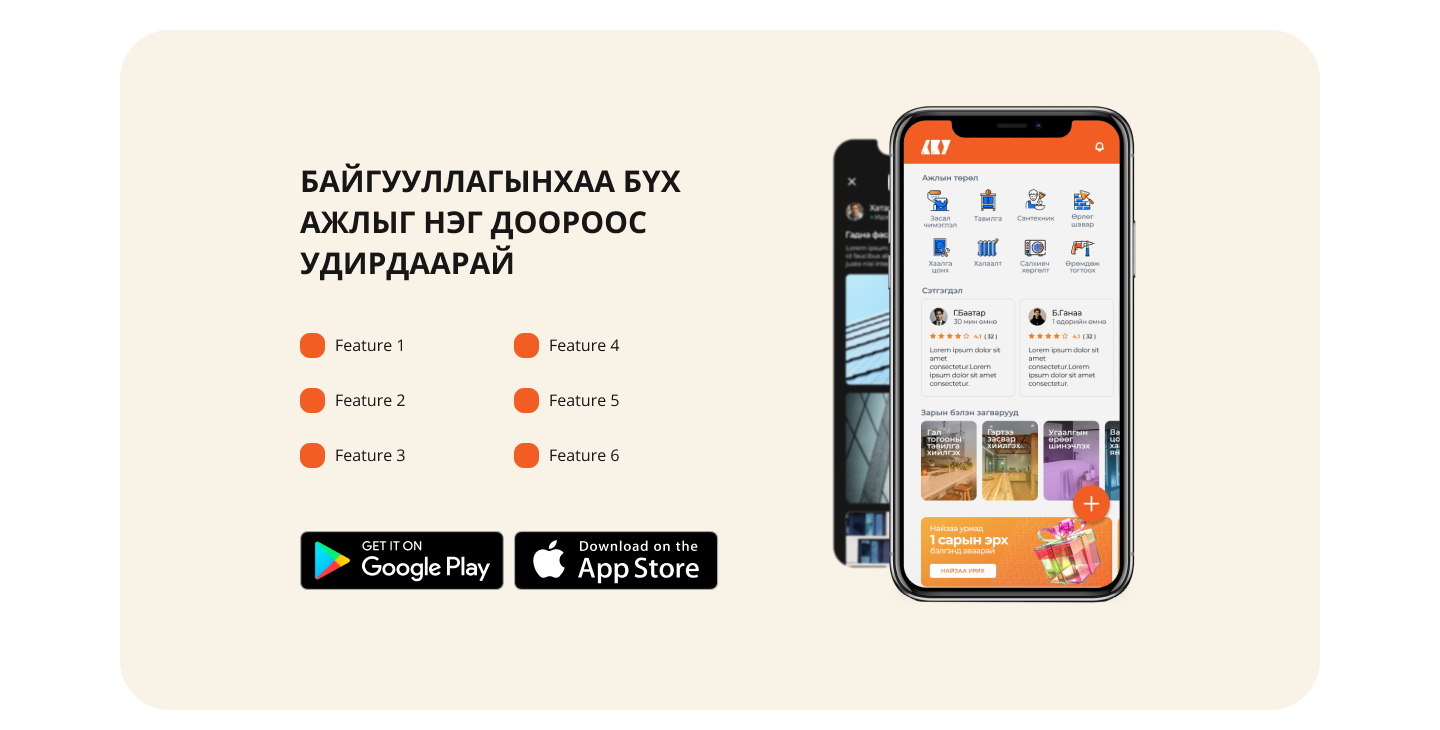 БАЙГУУЛЛАГЫНХАА БҮХ
АЖЛЫГ НЭГ ДООРООС
УДИРДААРАЙ
Feature 1
Feature 4
Feature 2
Feature 5
Feature 3
Feature 6
GET IT ON
Google Play
Download on the
App Store
Гадна фас
Lorem ipsum
Ажлын төрөл
Засал
чимэглэл
Тавилга
Сантехник
Өрлөг
шавар
Хаалга
цонх
Халаалт
Салхивч
хөргөлт
Өрөмдөж
тогтоох
Сэтгэгдэл
Г.Баатар
30 мин өмнө
4.1 ( 32 )
Lorem ipsum dolor sit
amet
consectetur.Lorem
ipsum dolor sit amet
consectetur.
Б.Ганаа
1 өдөрийн өмнө
4.1 ( 32 )
Lorem ipsum dolor sit
amet
consectetur.Lorem
ipsum dolor sit amet
consectetur.
Зарын бэлэн загварууд
Гал
тогооны
тавилга
хийлгэх
Гэртээ
засвар
хийлгэх
Угаалгын
өрөөг
шинэчлэх
Найзаа уриад
1 сарын эрх
бэлгэнд аваарай
НАЙЗАА УРИХ